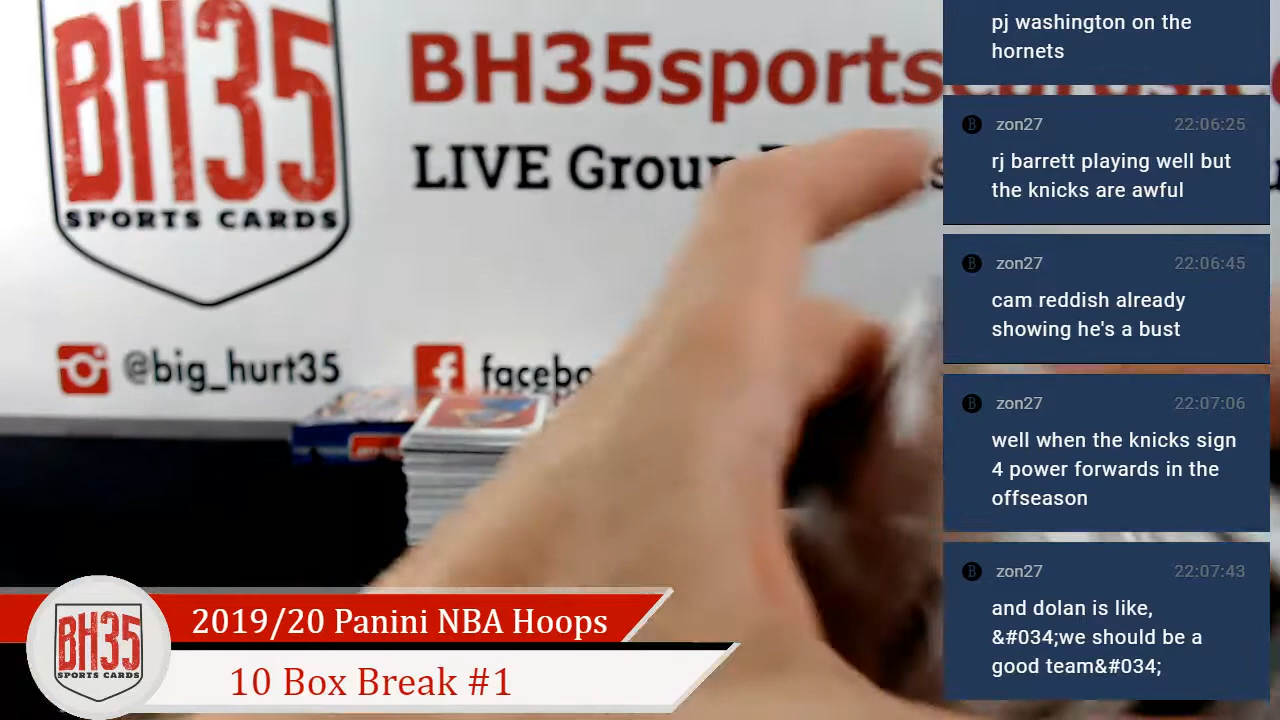 BH35
SPORTS CARDS
BH35sportscards.c
LIVE Group
@big_hurt35
facebo
pj washington on the
hornets
zon27 22:06:25
rj barrett playing well but
the knicks are awful
zon27 22:06:45
cam reddish already
showing he's a bust
zon27 22:07:06
well when the knicks sign
4 power forwards in the
offseason
zon27 22:07:43
and dolan is like,
&#034;we should be a
good team&#034;
BH35
SPORTS CARDS
2019/20 Panini NBA Hoops
10 Box Break #1